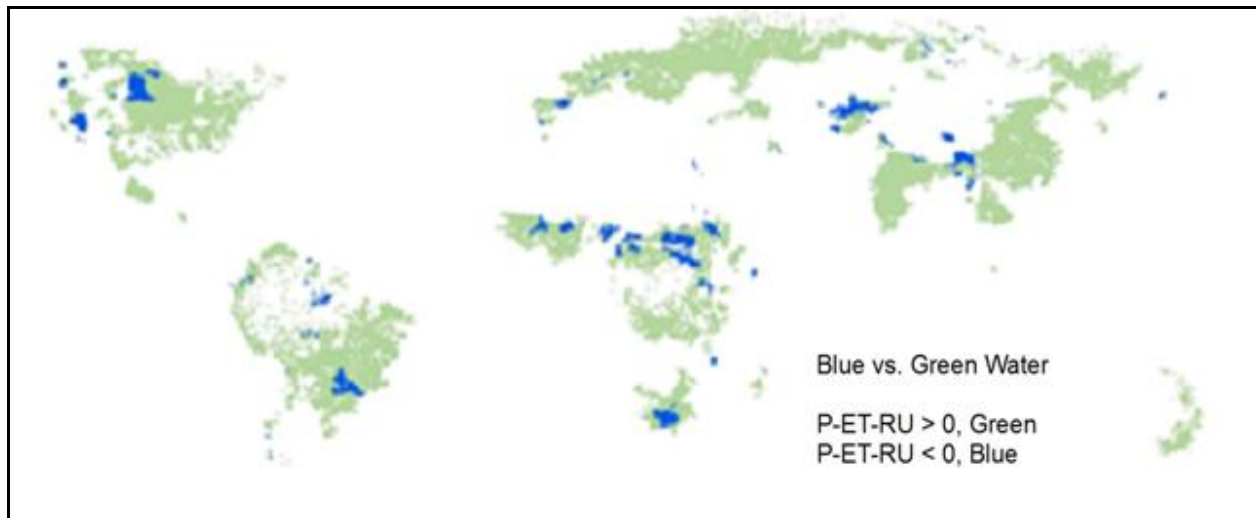 Blue vs. Green Water
P-ET-RU > 0, Green
P-ET-RU < 0, Blue